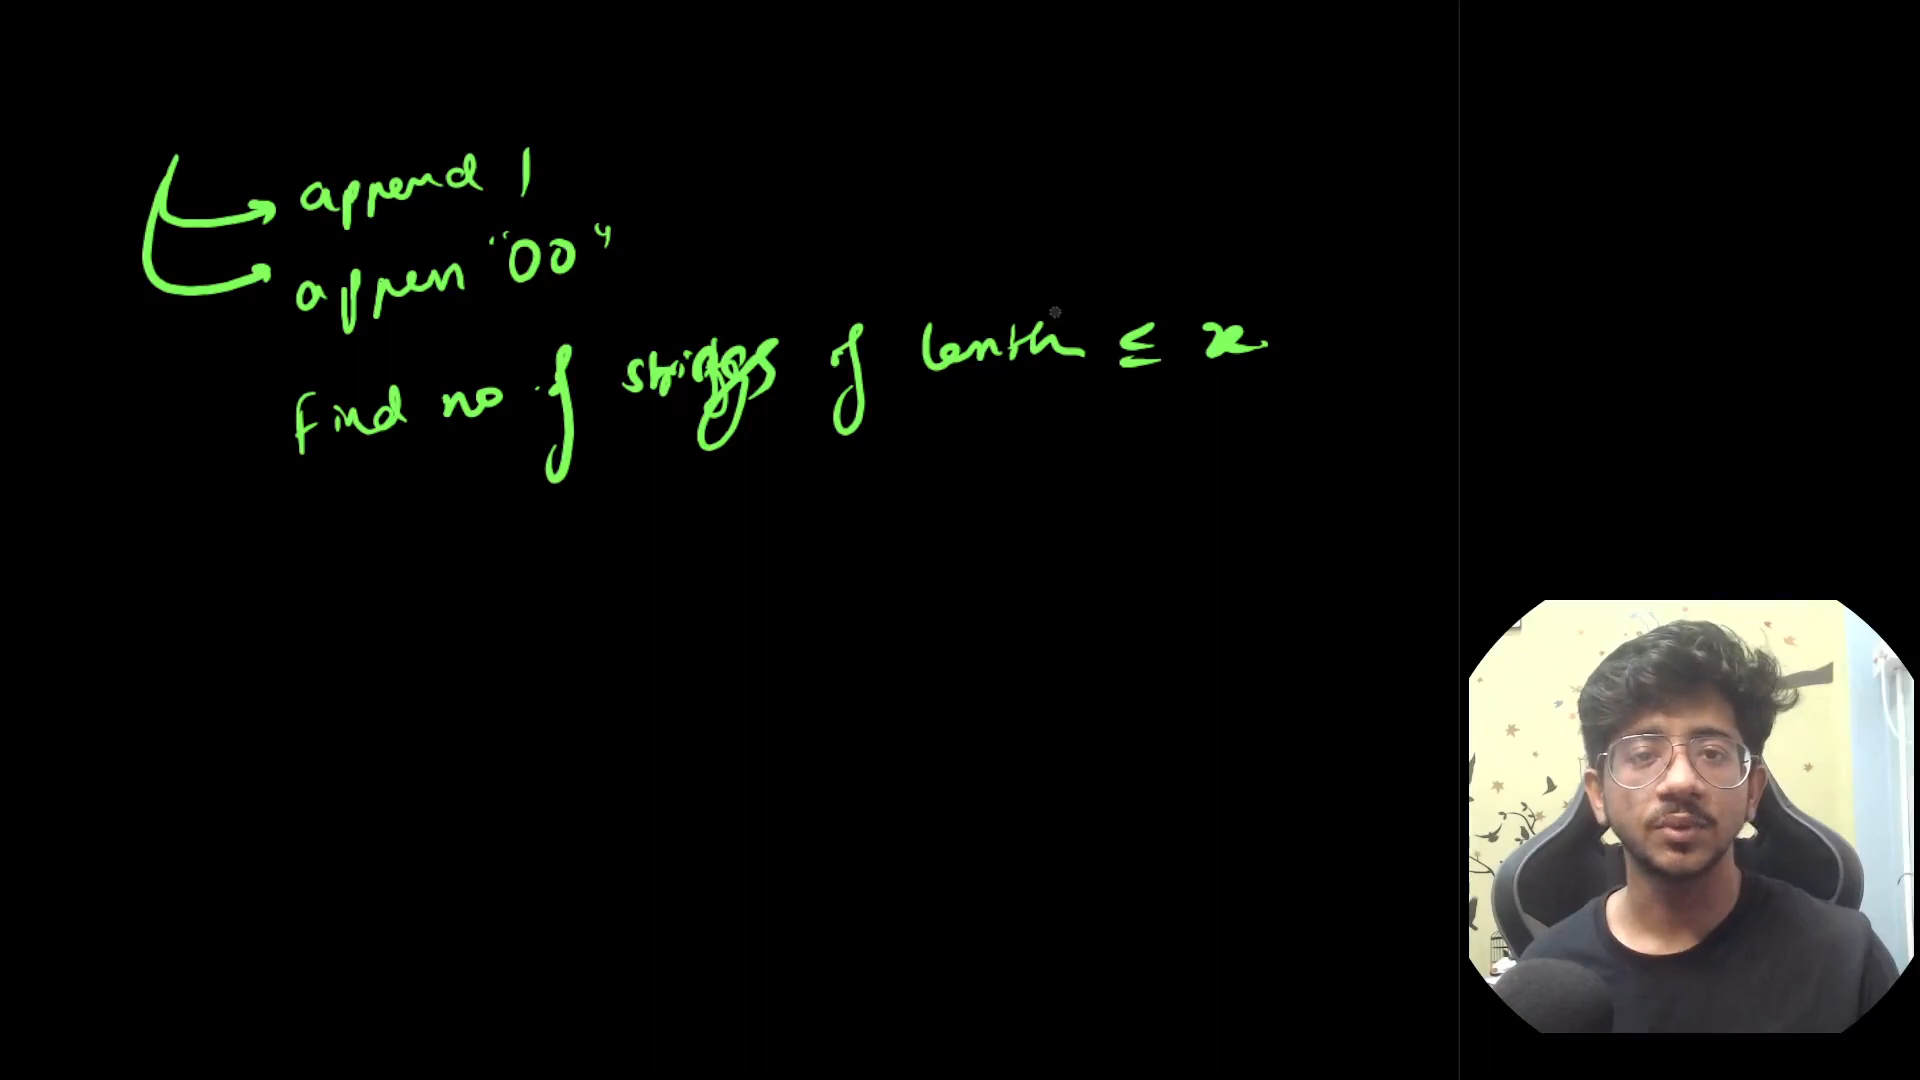 append 1
appen "00"
Find no of strings of lenth ≤ x